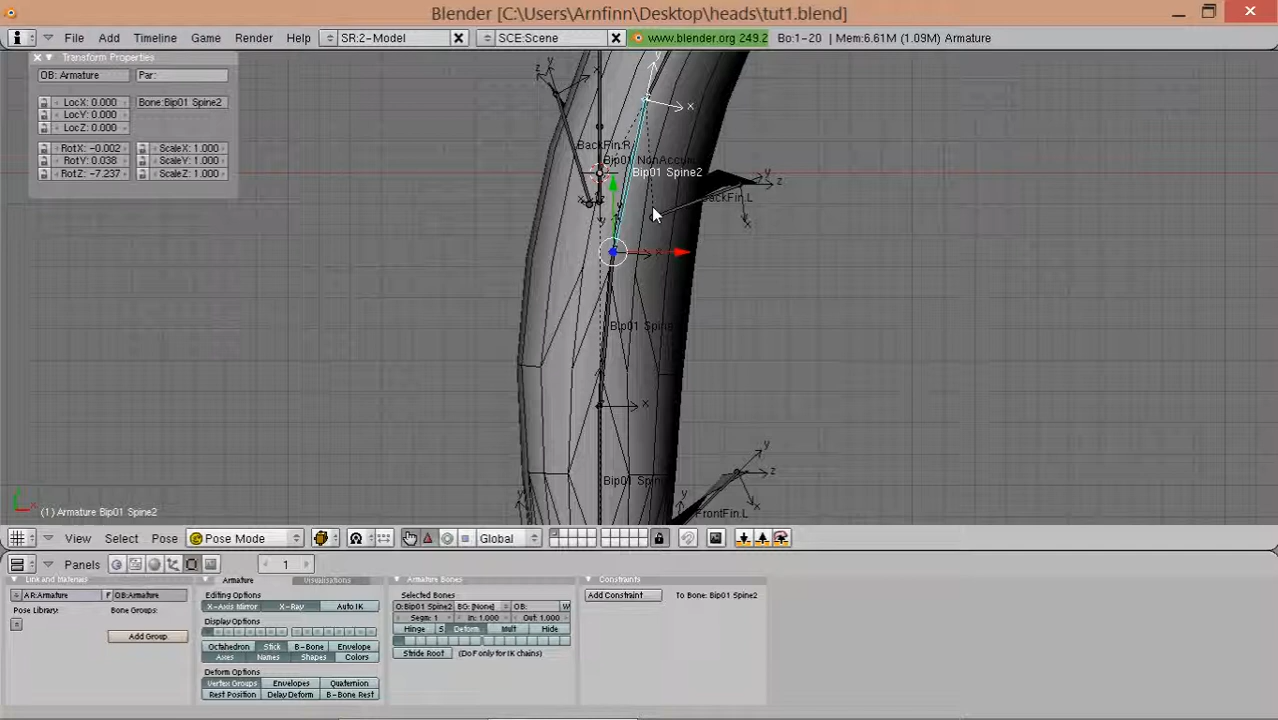 Blender [C:\Users\Arnfinn\Desktop\heads\tut1.blend]
File Add Timeline Game Render Help SR:2-Model SCE:Scene www.blender.org 249.2 Bo:1-20 | Mem:6.61M (1.09M) Armature
Transform Properties
OB: Armature Par:
LocX: 0.000 Bone:Bip01 Spine2
LocY: 0.000
LocZ: 0.000
RotX: -0.002 ScaleX: 1.000
RotY: 0.038 ScaleY: 1.000
RotZ: -7.237 ScaleZ: 1.000
BackFin.R
Bip01 NonAccum
Bip01 Spine2
BackFin.L
Bip01 Spine
Bip01 Spine
FrontFin.L
(1) Armature Bip01 Spine2
View Select Pose Pose Mode Global
Panels 1
Link and Materials Armature Visualisations Armature Bones Constraints
AR:Armature F OB:Armature Editing Options Selected Bones Add Constraint To Bone: Bip01 Spine2
Pose Library: Bone Groups: X-Axis Mirror X-Ray Auto IK O:Bip01 Spine2 BG: [None] OB: W
Display Options Segm: 1 In: 1.000 Out: 1.000
Add Group Hinge S Deform Mult Hide
Octahedron Stick B-Bone Envelope
Axes Names Shapes Colors Stride Root (DoF only for IK chains)
Deform Options
Vertex Groups Envelopes Quaternion
Rest Position Delay Deform B-Bone Rest